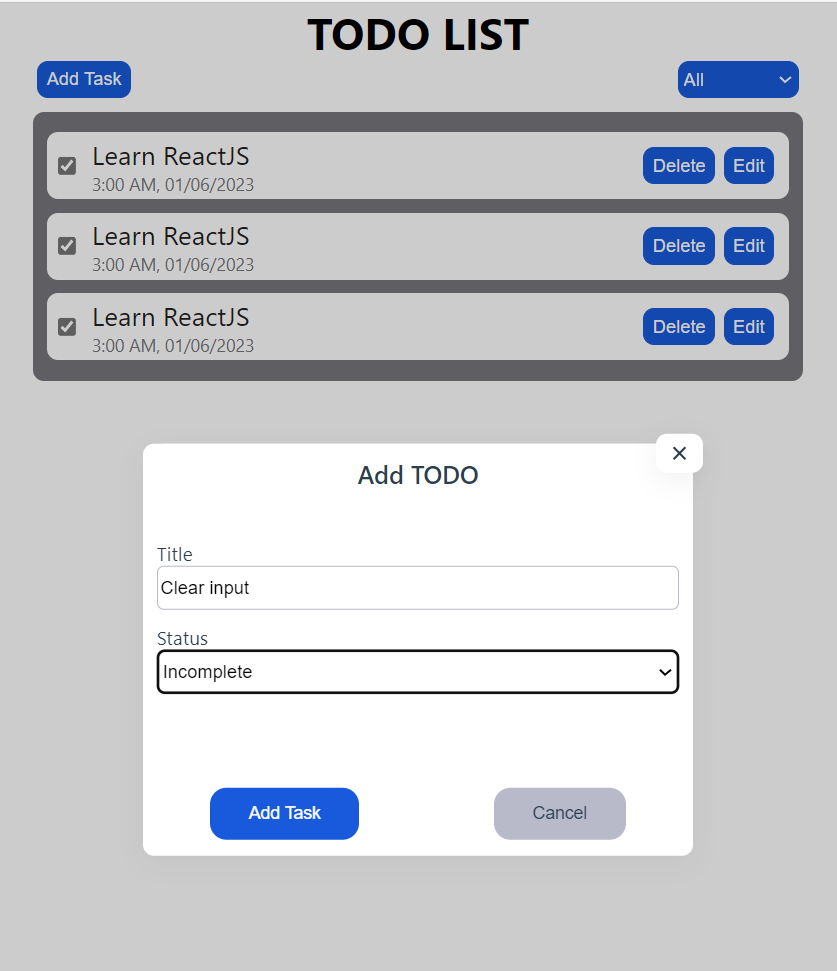 TODO LIST
Add Task
All
Learn ReactJS
3:00 AM, 01/06/2023
Delete
Edit
Learn ReactJS
3:00 AM, 01/06/2023
Delete
Edit
Learn ReactJS
3:00 AM, 01/06/2023
Delete
Edit
Add TODO
Title
Clear input
Status
Incomplete
Add Task
Cancel